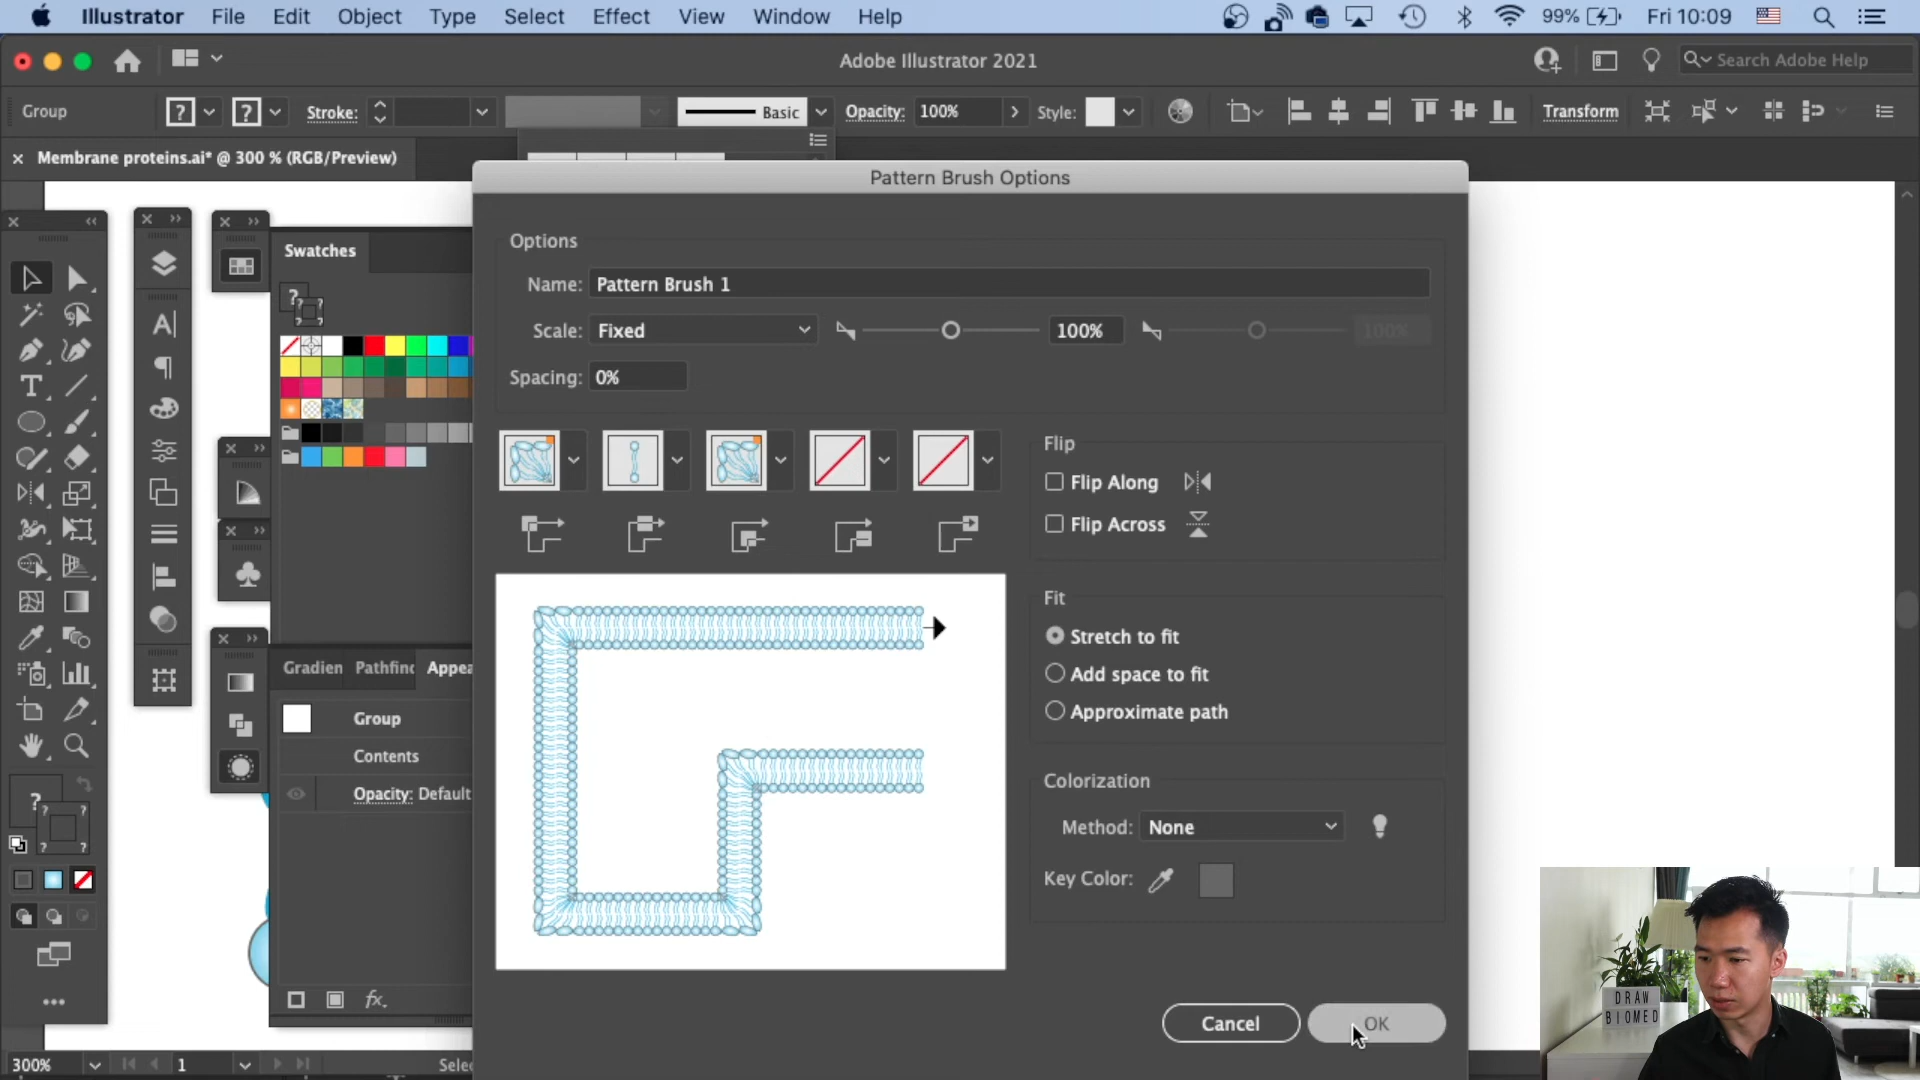 Illustrator File Edit Object Type Select Effect View Window Help 99% Fri 10:09
Adobe Illustrator 2021
Search Adobe Help
Group ? ? Stroke: Basic Opacity: 100% Style: Transform
Membrane proteins.ai* @ 300 % (RGB/Preview)
Pattern Brush Options
Swatches
Options
Name: Pattern Brush 1
Scale: Fixed 100% 100%
Spacing: 0%
Flip
Flip Along
Flip Across
Fit
Stretch to fit
Add space to fit
Approximate path
Gradien Pathfind Appea
Group
Contents
Opacity: Default
Colorization
Method: None
Key Color:
fx.
Cancel OK
300% 1 Selec
DRAW
BIOMED